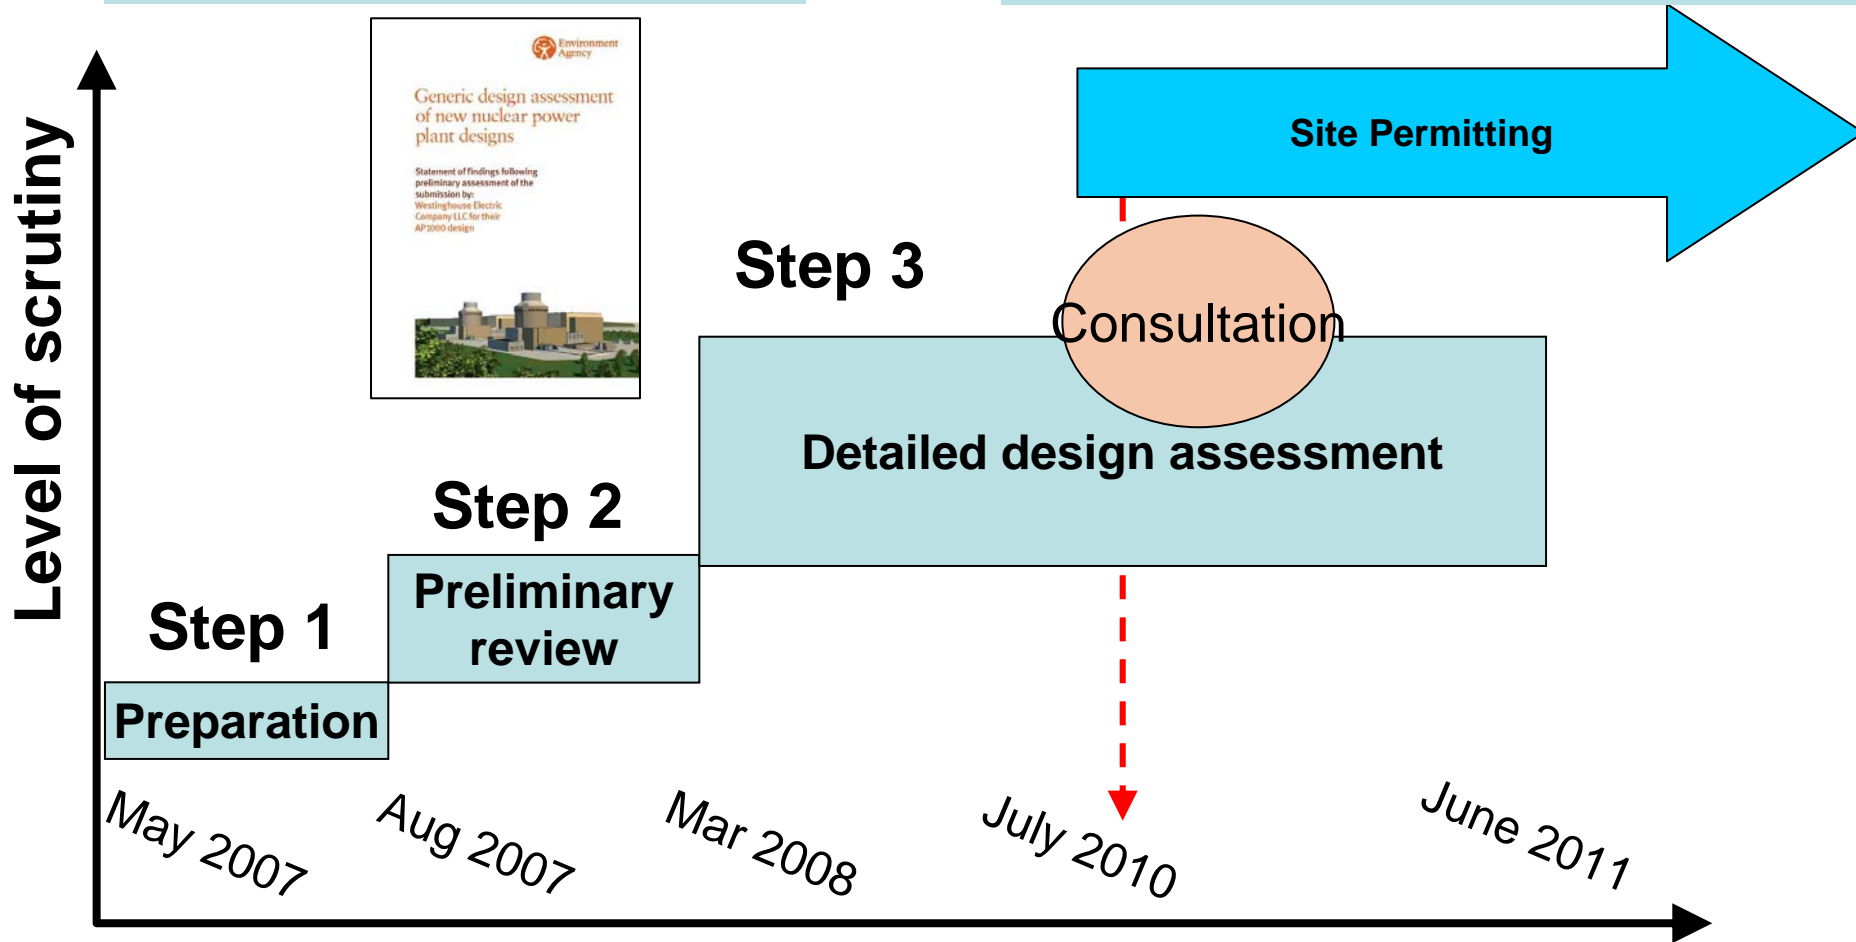 Environment
Agency
Generic design assessment
of new nuclear power
plant designs
Statement of findings following
preliminary assessment of the
submission by:
Westinghouse Electric
Company LLC for their
AP1000 design
Site Permitting
Level of scrutiny
Step 3
Consultation
Detailed design assessment
Step 2
Preliminary
review
Step 1
Preparation
May 2007
Aug 2007
Mar 2008
July 2010
June 2011